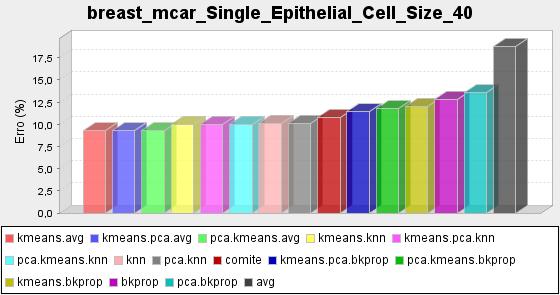 breast_mcar_Single_Epithelial_Cell_Size_40
Erro (%)
17,5
15,0
12,5
10,0
7,5
5,0
2,5
0,0
kmeans.avg kmeans.pca.avg pca.kmeans.avg kmeans.knn kmeans.pca.knn
pca.kmeans.knn knn pca.knn comite kmeans.pca.bkprop pca.kmeans.bkprop
kmeans.bkprop bkprop pca.bkprop avg